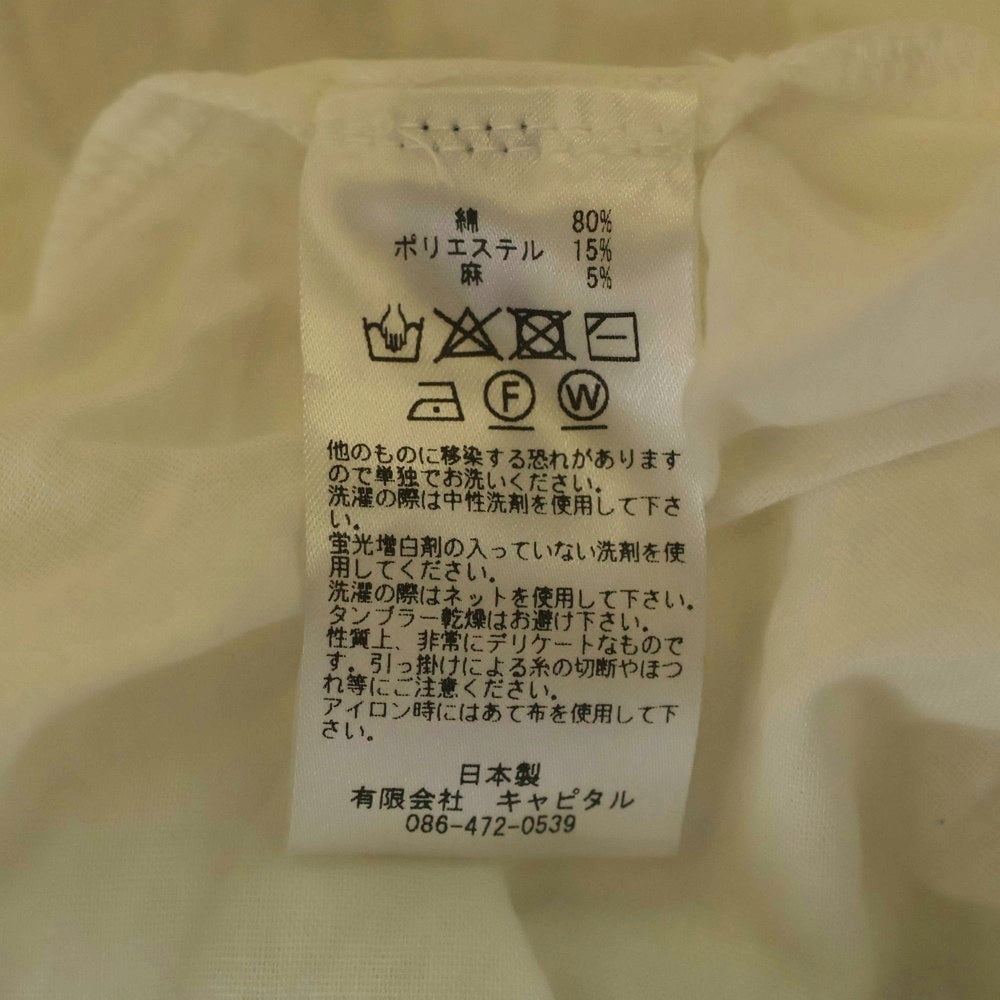 綿 80%
ポリエステル 15%
麻 5%
F W
他のものに移染する恐れがあります
ので単独でお洗いください。
洗濯の際は中性洗剤を使用して下さ
い。
蛍光増白剤の入っていない洗剤を使
用してください。
洗濯の際はネットを使用して下さい。
タンブラー乾燥はお避け下さい。
性質上、非常にデリケートなもので
す。引っ掛けによる糸の切断やほつ
れ等にご注意ください。
アイロン時にはあて布を使用して下
さい。
日本製
有限会社 キャピタル
086-472-0539